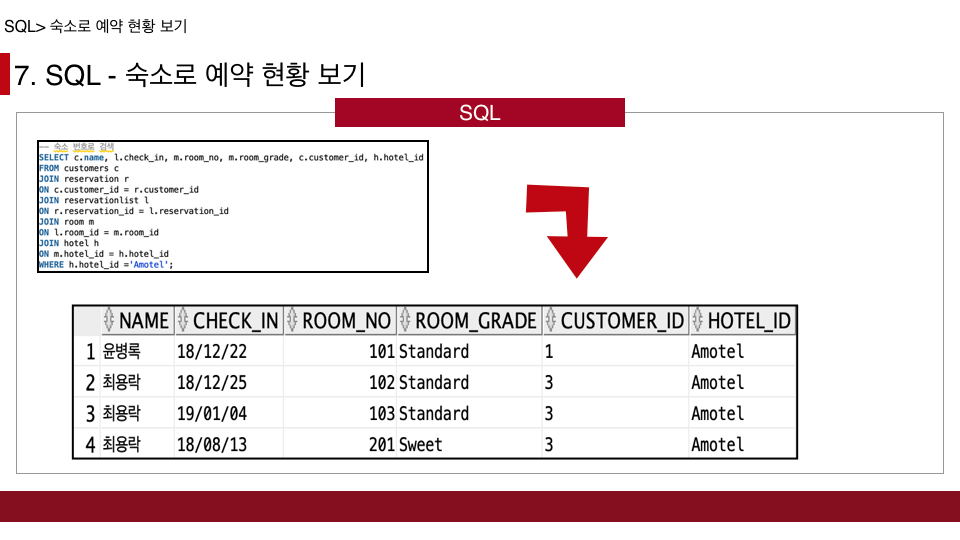 SQL> 숙소로 예약 현황 보기
7. SQL - 숙소로 예약 현황 보기
SQL
-- 숙소 번호로 검색
SELECT c.name, l.check_in, m.room_no, m.room_grade, c.customer_id, h.hotel_id
FROM customers c
JOIN reservation r
ON c.customer_id = r.customer_id
JOIN reservationlist l
ON r.reservation_id = l.reservation_id
JOIN room m
ON l.room_id = m.room_id
JOIN hotel h
ON m.hotel_id = h.hotel_id
WHERE h.hotel_id ='Amotel';
NAME CHECK_IN ROOM_NO ROOM_GRADE CUSTOMER_ID HOTEL_ID
1 윤병록 18/12/22 101 Standard 1 Amotel
2 최용락 18/12/25 102 Standard 3 Amotel
3 최용락 19/01/04 103 Standard 3 Amotel
4 최용락 18/08/13 201 Sweet 3 Amotel